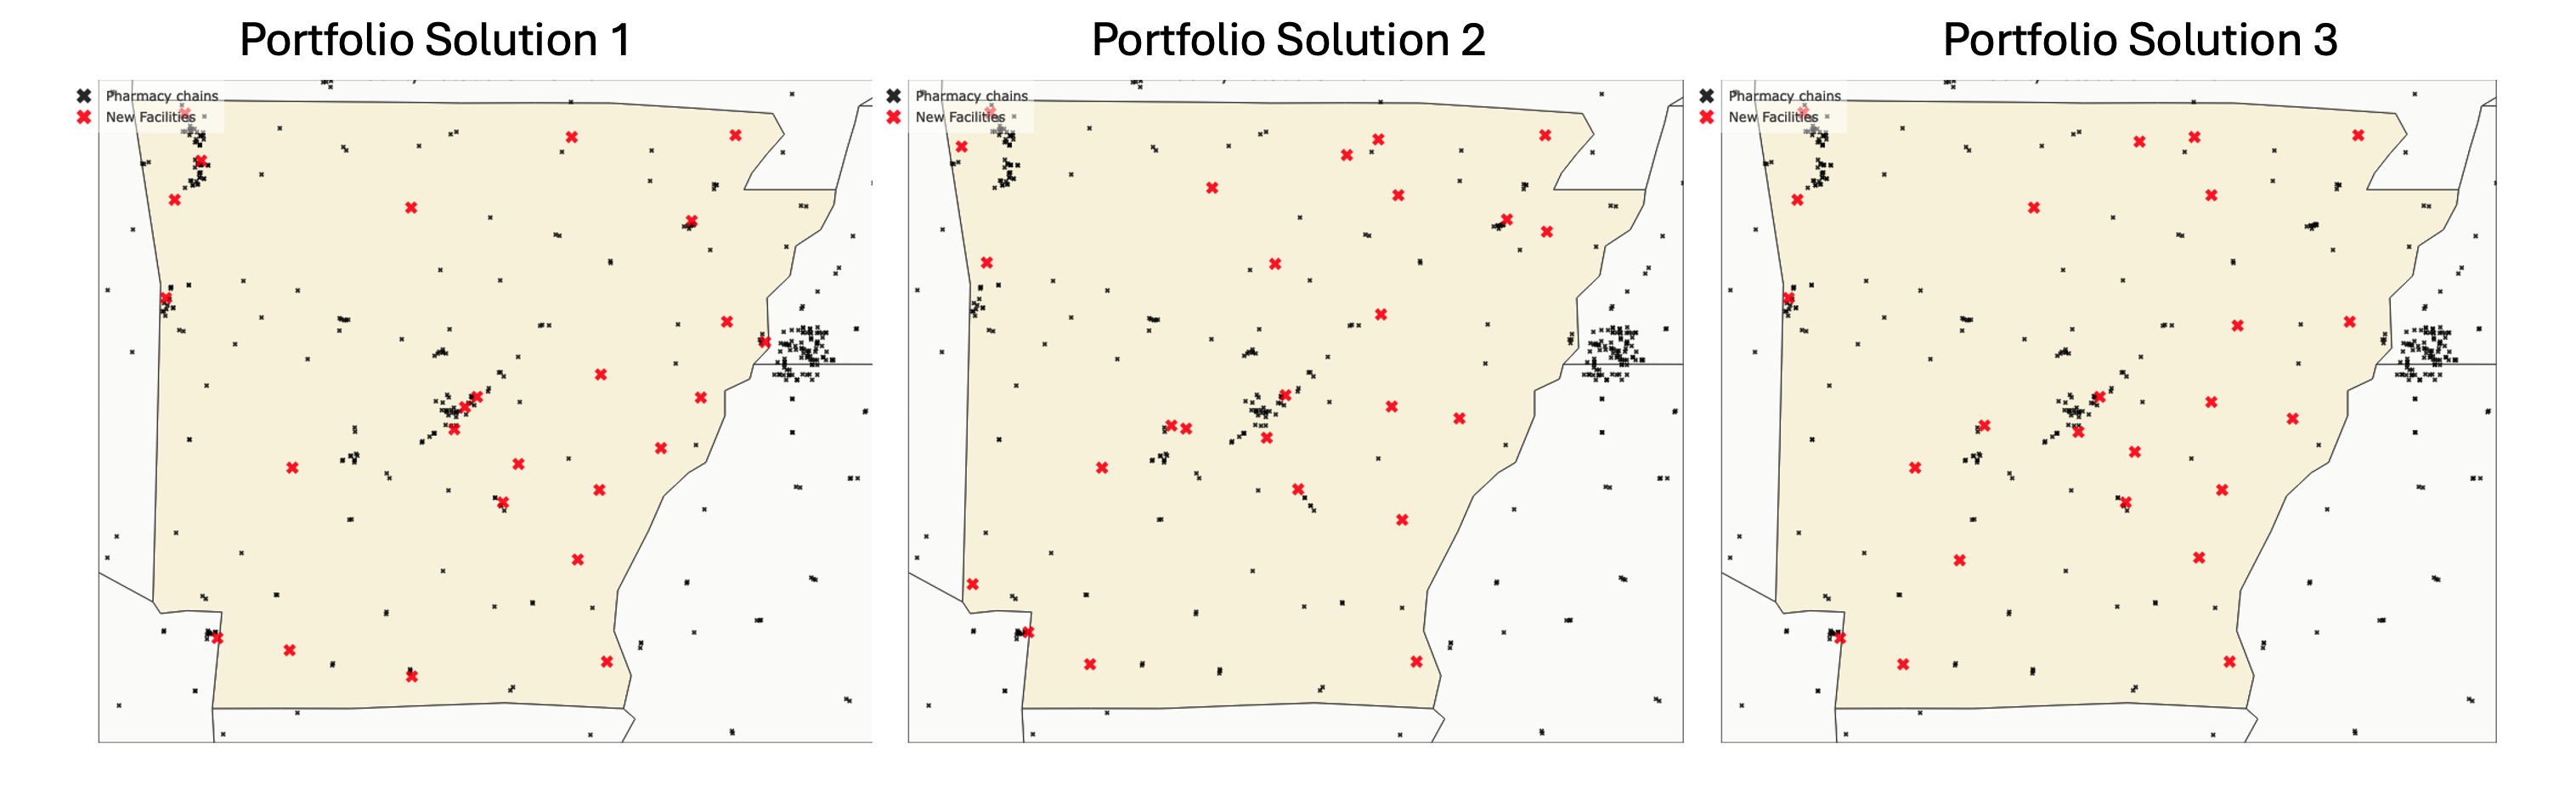 Portfolio Solution 1
Portfolio Solution 2
Portfolio Solution 3
Pharmacy chains
New Facilities
Pharmacy chains
New Facilities
Pharmacy chains
New Facilities